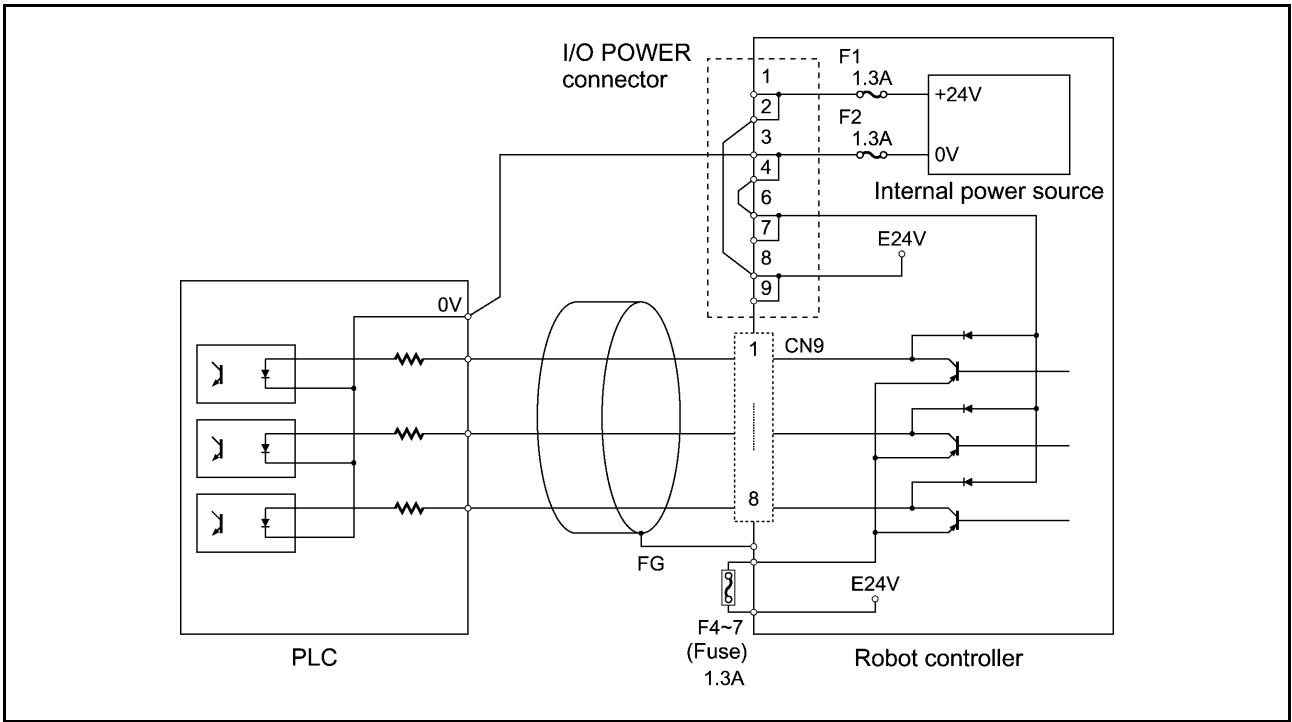 I/O POWER
connector
1
2
3
4
6
7
8
9
F1
1.3A
F2
1.3A
+24V
0V
Internal power source
E24V
0V
1
CN9
8
FG
F4~7
(Fuse)
1.3A
E24V
PLC
Robot controller